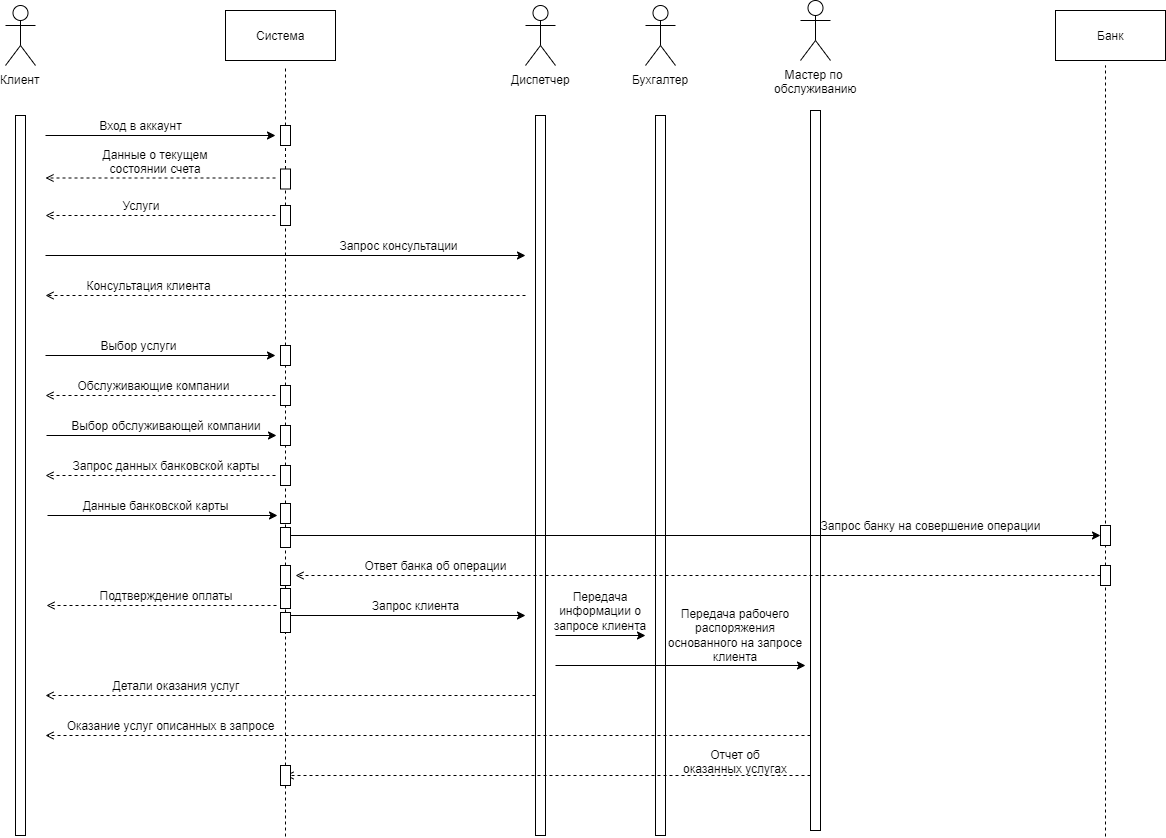 Клиент
Система
Диспетчер
Бухгалтер
Мастер по
обслуживанию
Банк
Вход в аккаунт
Данные о текущем
состоянии счета
Услуги
Запрос консультации
Консультация клиента
Выбор услуги
Обслуживающие компании
Выбор обслуживающей компании
Запрос данных банковской карты
Данные банковской карты
Запрос банку на совершение операции
Ответ банка об операции
Подтверждение оплаты
Запрос клиента
Передача
информации о
запросе клиента
Передача рабочего
распоряжения
основанного на запросе
клиента
Детали оказания услуг
Оказание услуг описанных в запросе
Отчет об
оказанных услугах